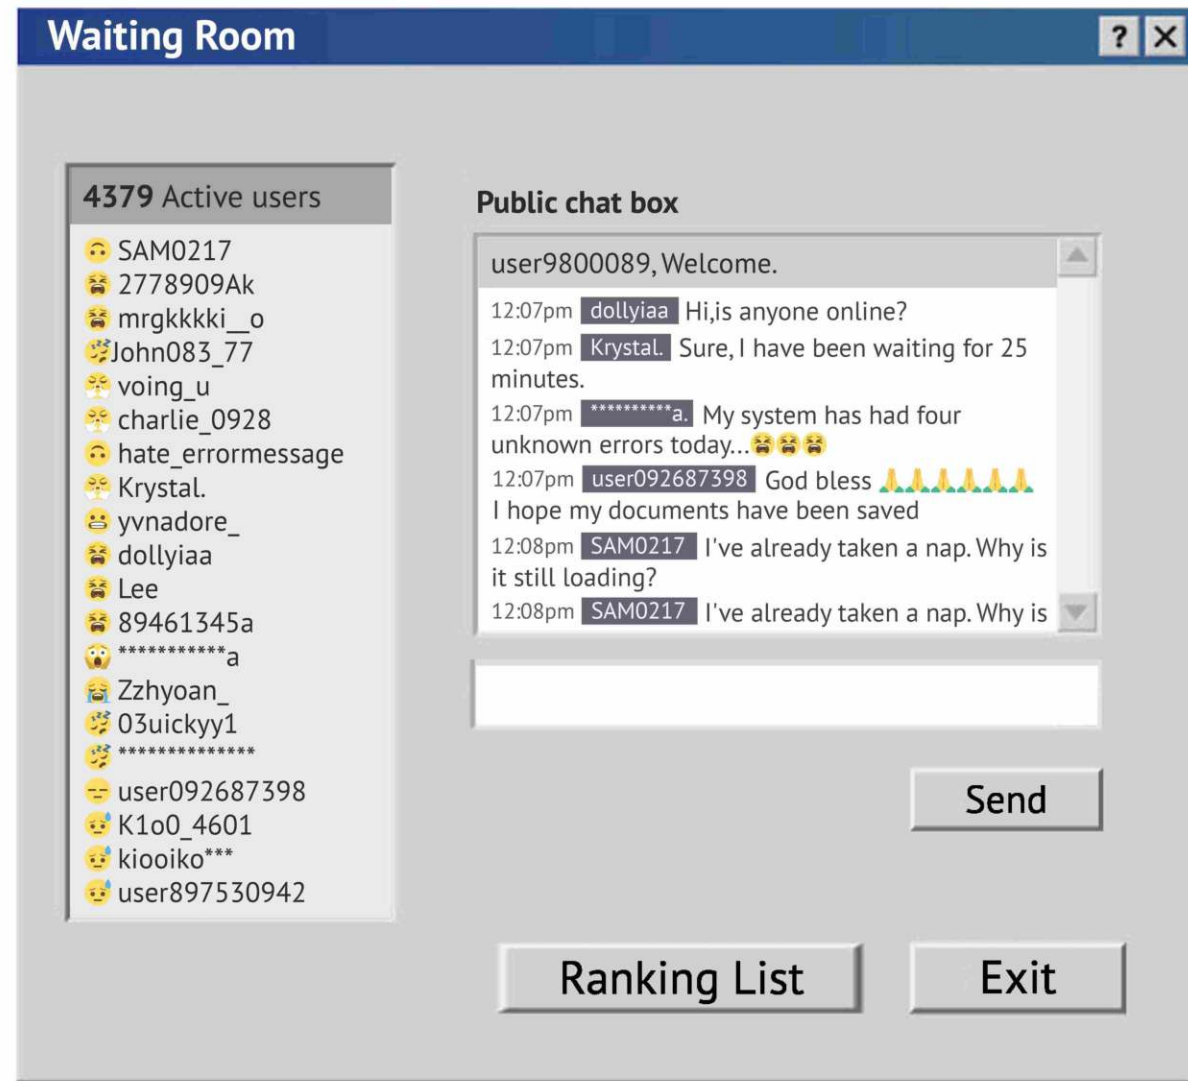 Waiting Room
? X
4379 Active users
🙃 SAM0217
😫 2778909Ak
😫 mrgkkkki__o
😴John083_77
😤 voing_u
😤 charlie_0928
🙃 hate_errormessage
😤 Krystal.
😬 yvnadore_
😫 dollyiaa
😫 Lee
😫 89461345a
😱 ***********a
😭 Zzhyoan_
😴 03uickyy1
😴 **************
😑 user092687398
😓 K1o0_4601
😓 kiooiko***
😓 user897530942
Public chat box
user9800089, Welcome.
12:07pm dollyiaa Hi,is anyone online?
12:07pm Krystal. Sure, I have been waiting for 25
minutes.
12:07pm **********a. My system has had four
unknown errors today...😫😫😫
12:07pm user092687398 God bless 🙏🙏🙏🙏🙏
I hope my documents have been saved
12:08pm SAM0217 I've already taken a nap. Why is
it still loading?
12:08pm SAM0217 I've already taken a nap. Why is
Send
Ranking List
Exit